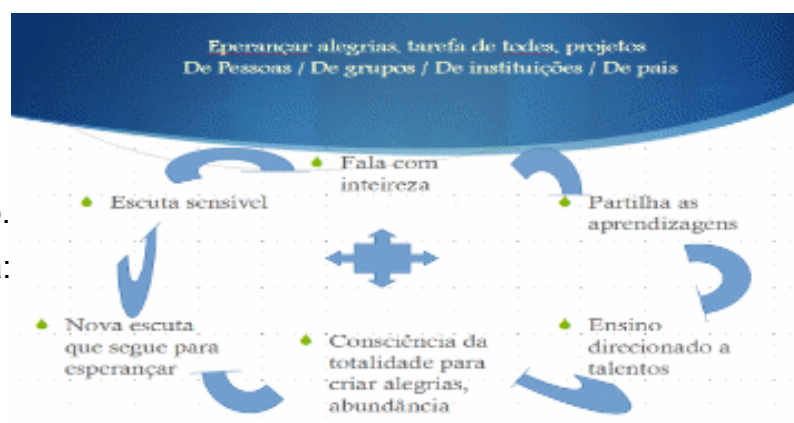 Eperançar alegrias, tarefa de todes, projetos
De Pessoas / De grupos / De instituições / De pais
Fala com
inteireza
Escuta sensível
Partilha as
aprendizagens
Nova escuta
que segue para
esperançar
Consciência da
totalidade para
criar alegrias,
abundância
Ensino
direcionado a
talentos